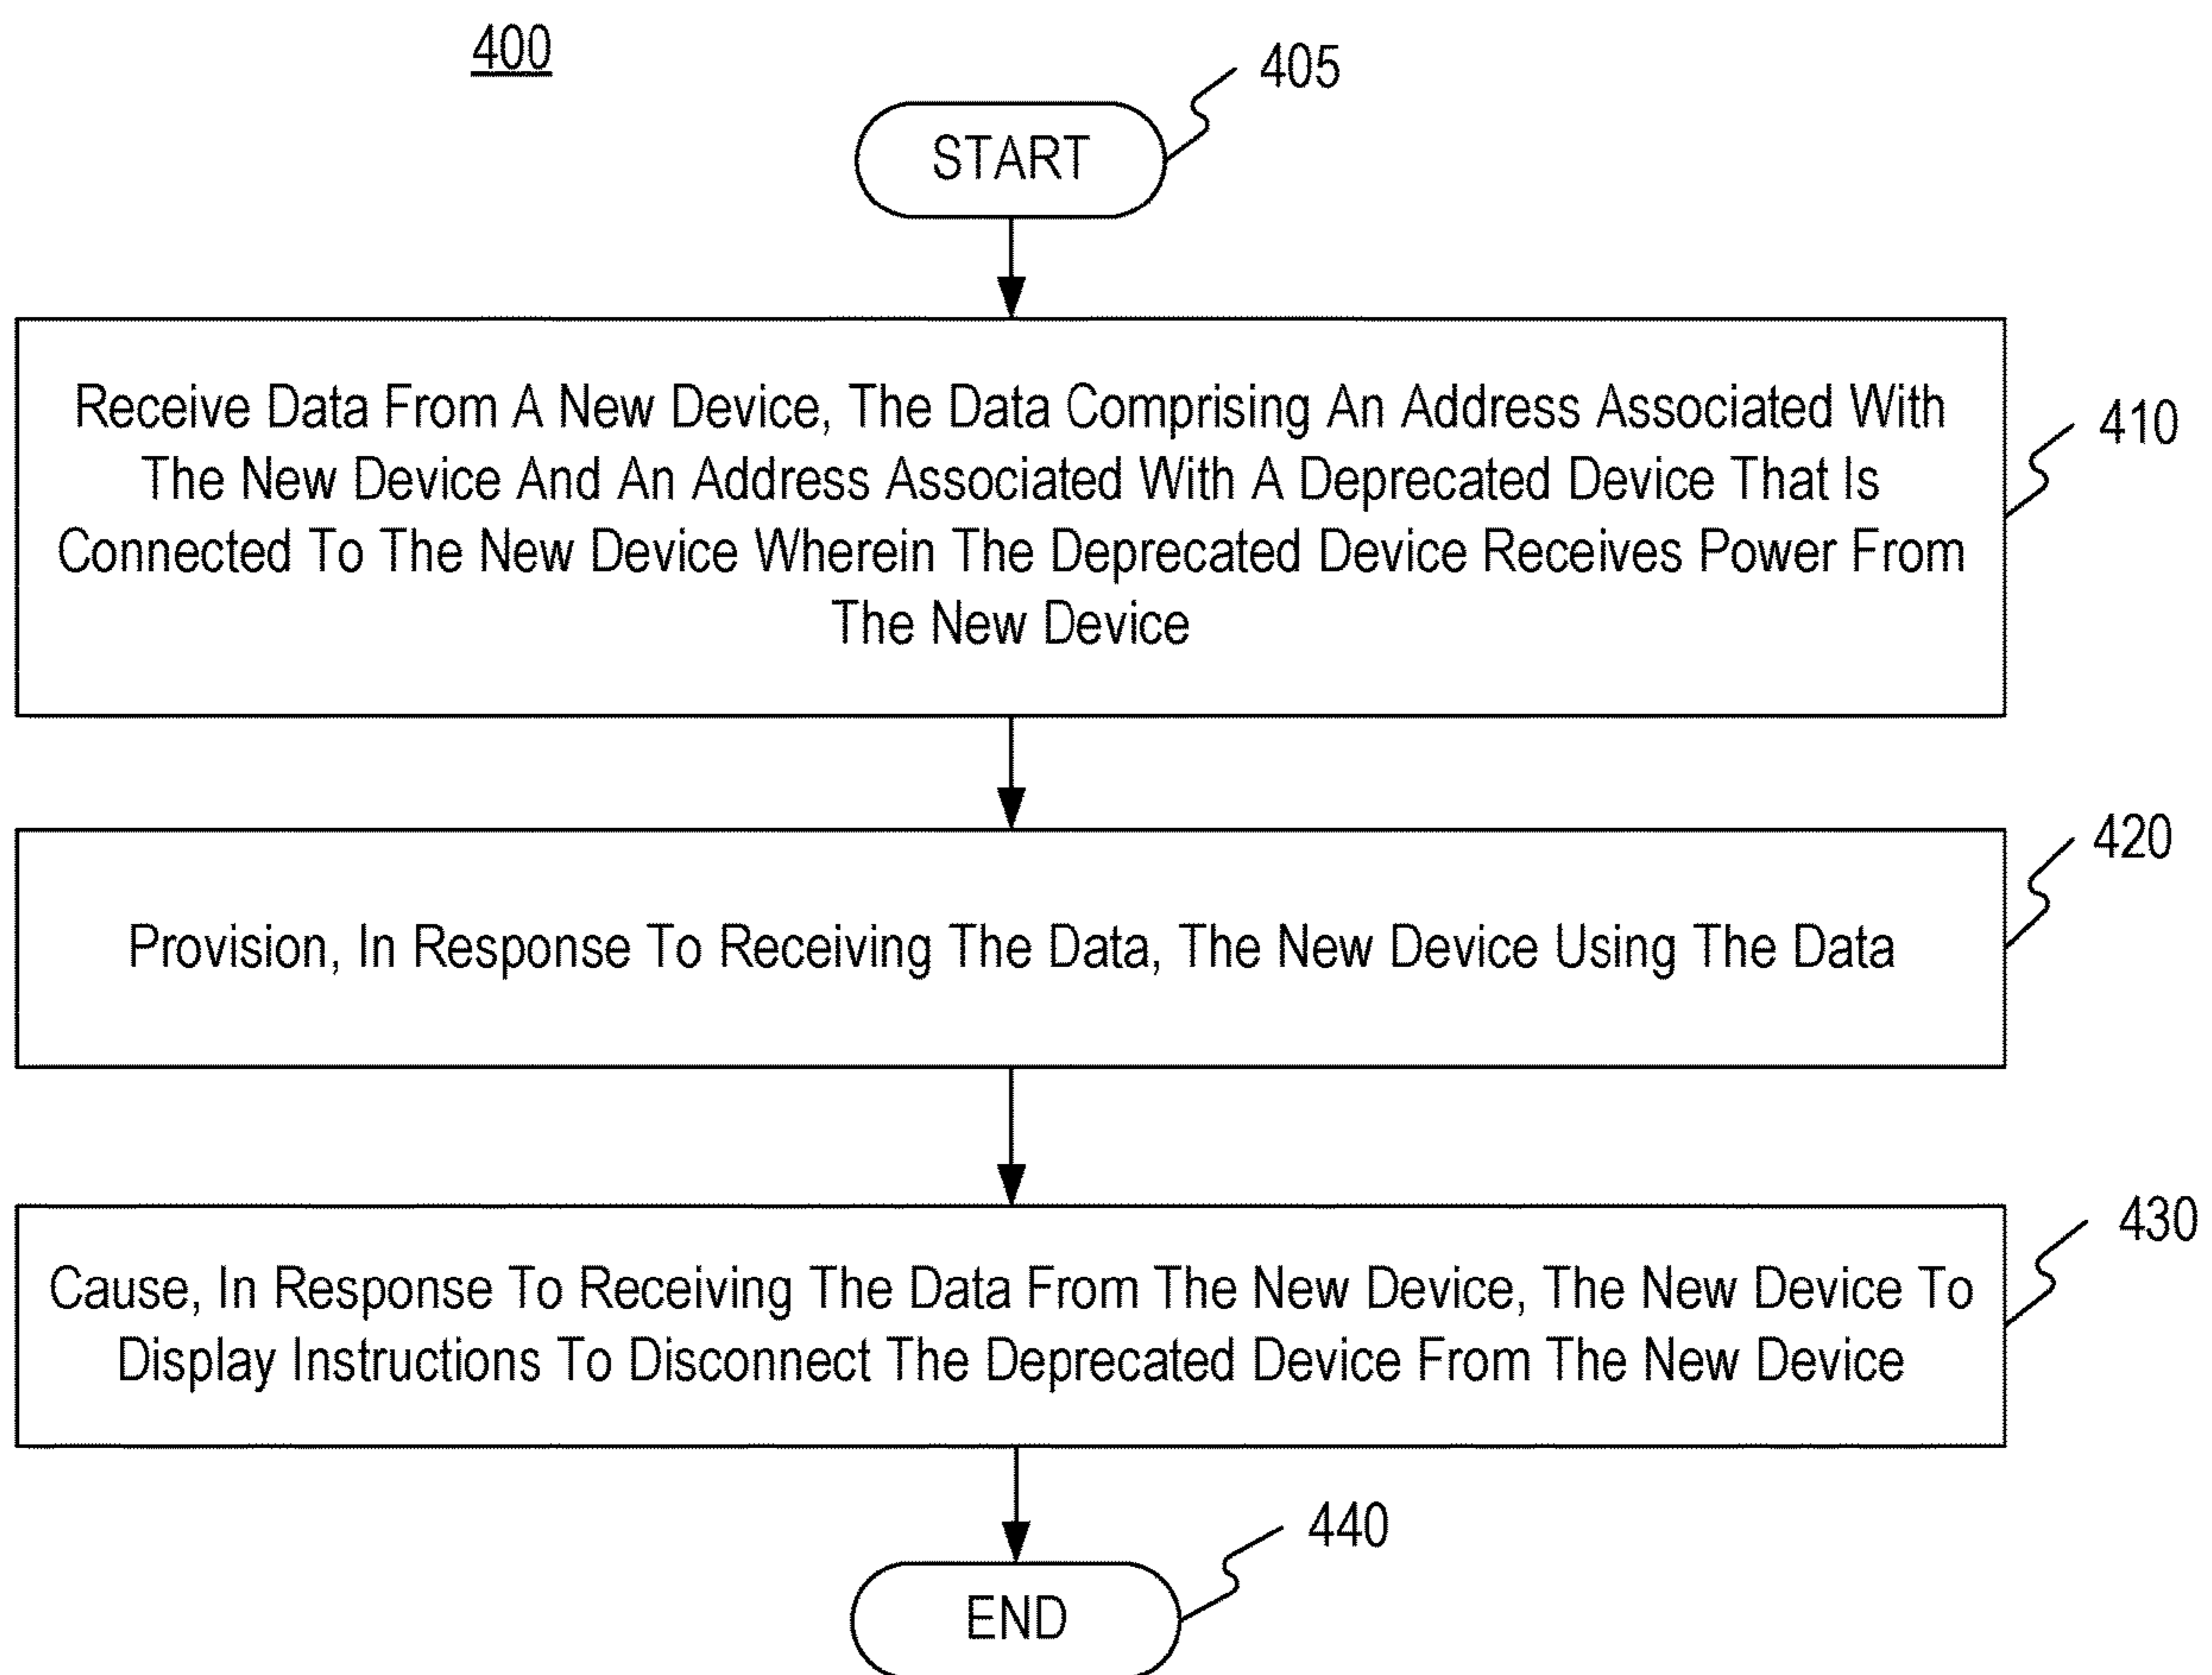 400
405
START
Receive Data From A New Device, The Data Comprising An Address Associated With
The New Device And An Address Associated With A Deprecated Device That Is
Connected To The New Device Wherein The Deprecated Device Receives Power From
The New Device
410
420
Provision, In Response To Receiving The Data, The New Device Using The Data
430
Cause, In Response To Receiving The Data From The New Device, The New Device To
Display Instructions To Disconnect The Deprecated Device From The New Device
440
END